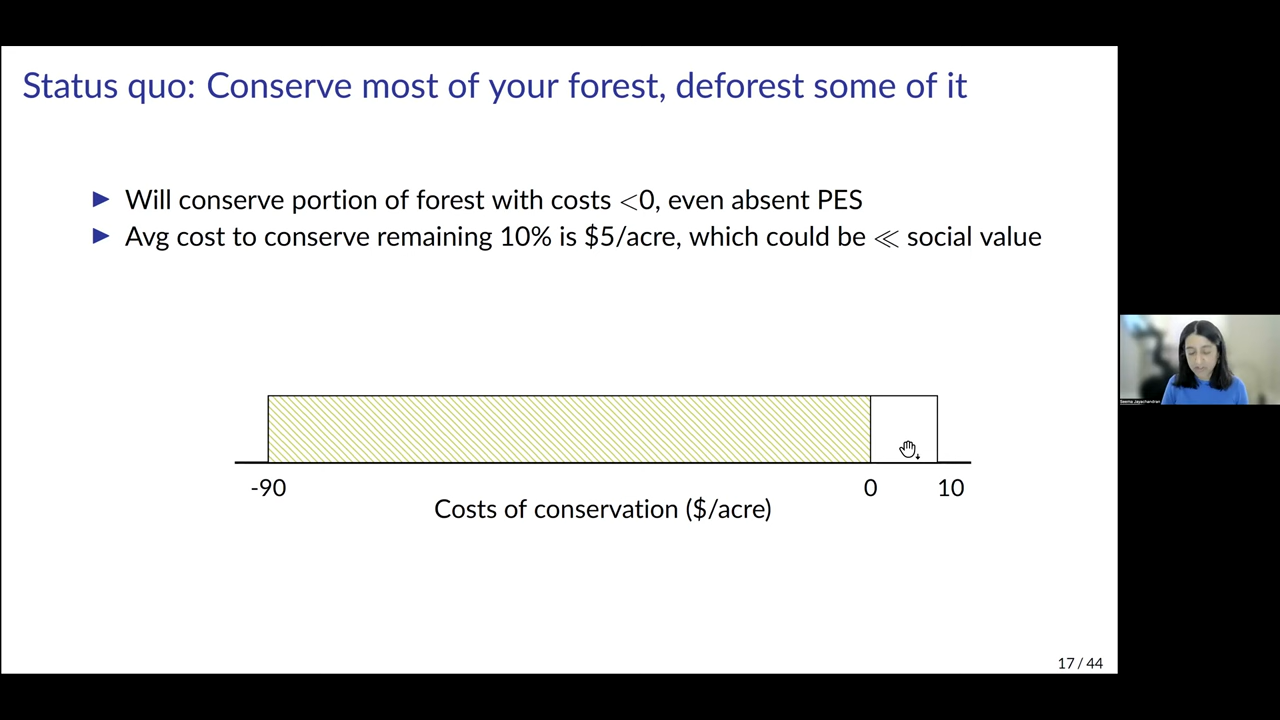 Status quo: Conserve most of your forest, deforest some of it
▶ Will conserve portion of forest with costs <0, even absent PES
▶ Avg cost to conserve remaining 10% is $5/acre, which could be ≪ social value
-90 0 10
Costs of conservation ($/acre)
Seema Jayachandran
17 / 44